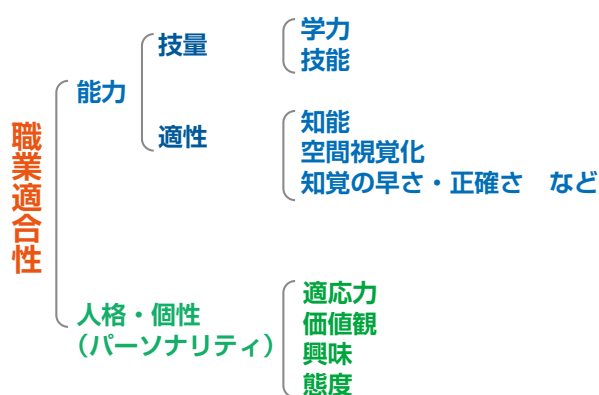 職業適合性
能力
技量
学力
技能
適性
知能
空間視覚化
知覚の早さ・正確さ　など
人格・個性
（パーソナリティ）
適応力
価値観
興味
態度